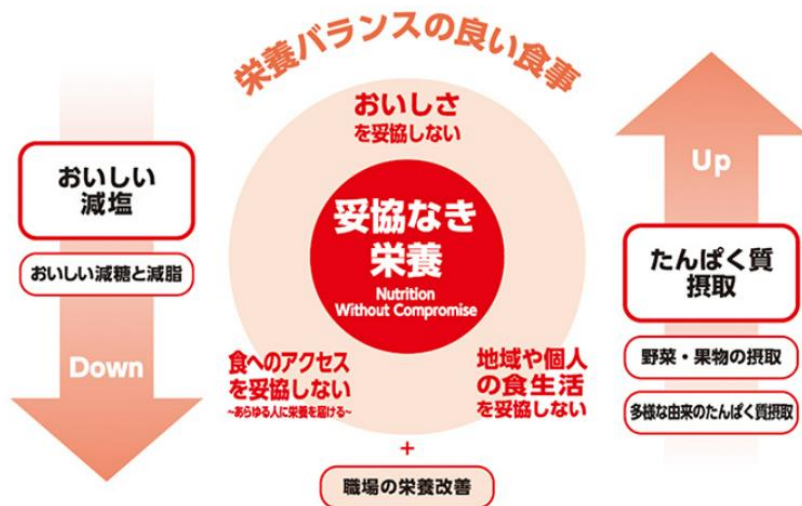 栄養バランスの良い食事
おいしさ
を妥協しない
妥協なき
栄養
Nutrition
Without Compromise
食へのアクセス
を妥協しない
~あらゆる人に栄養を届ける~
地域や個人
の食生活
を妥協しない
+
職場の栄養改善
おいしい
減塩
おいしい減糖と減脂
Down
Up
たんぱく質
摂取
野菜・果物の摂取
多様な由来のたんぱく質摂取